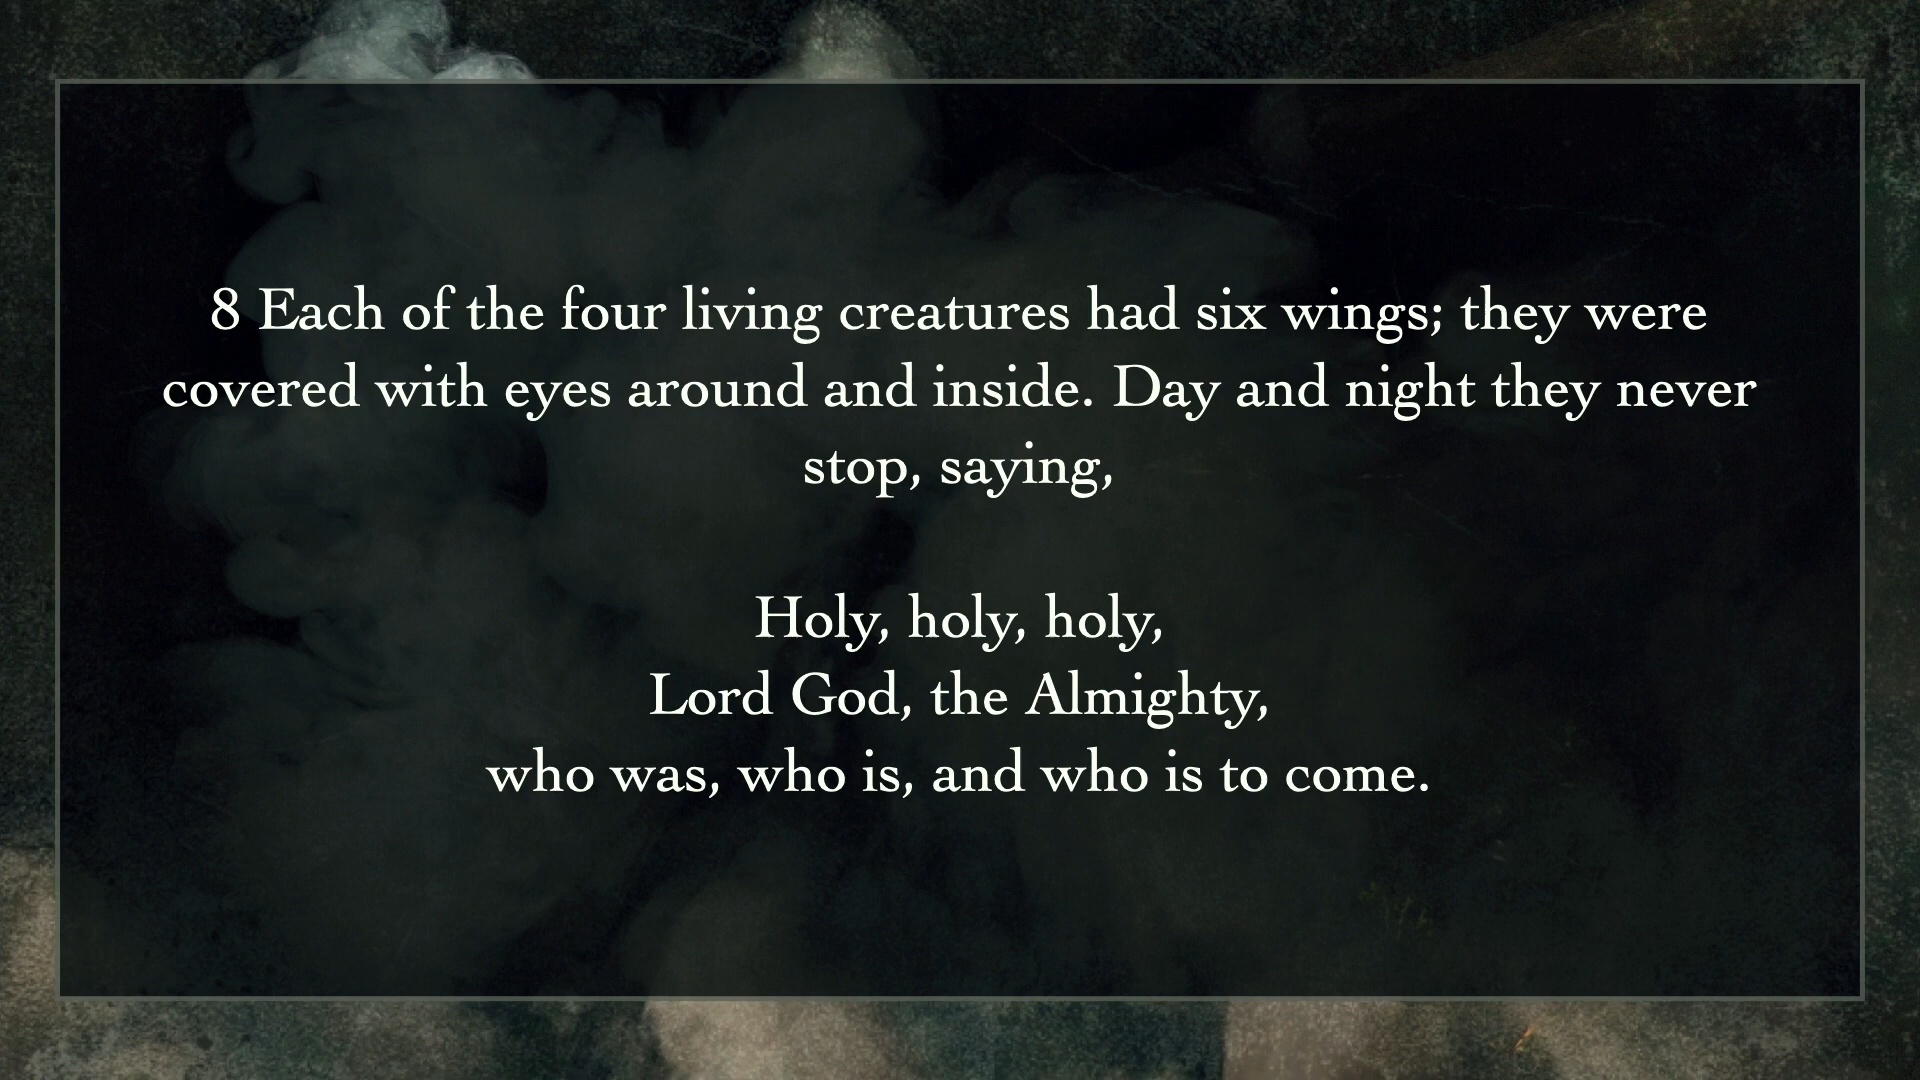 8 Each of the four living creatures had six wings; they were
covered with eyes around and inside. Day and night they never
stop, saying,
Holy, holy, holy,
Lord God, the Almighty,
who was, who is, and who is to come.